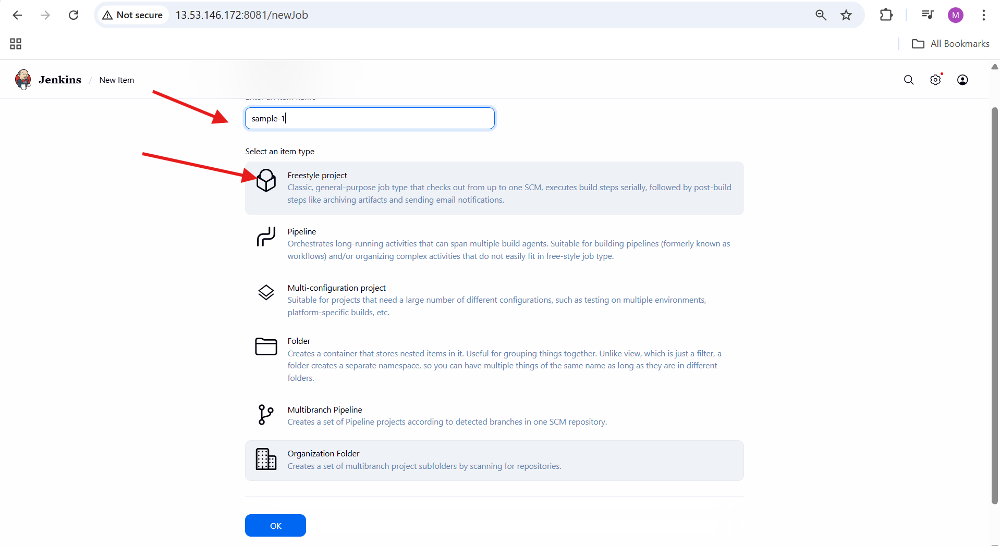 Not secure 13.53.146.172:8081/newJob M
All Bookmarks
Jenkins / New Item
Enter an item name
sample-1
Select an item type
Freestyle project
Classic, general-purpose job type that checks out from up to one SCM, executes build steps serially, followed by post-build
steps like archiving artifacts and sending email notifications.
Pipeline
Orchestrates long-running activities that can span multiple build agents. Suitable for building pipelines (formerly known as
workflows) and/or organizing complex activities that do not easily fit in free-style job type.
Multi-configuration project
Suitable for projects that need a large number of different configurations, such as testing on multiple environments,
platform-specific builds, etc.
Folder
Creates a container that stores nested items in it. Useful for grouping things together. Unlike view, which is just a filter, a
folder creates a separate namespace, so you can have multiple things of the same name as long as they are in different
folders.
Multibranch Pipeline
Creates a set of Pipeline projects according to detected branches in one SCM repository.
Organization Folder
Creates a set of multibranch project subfolders by scanning for repositories.
OK